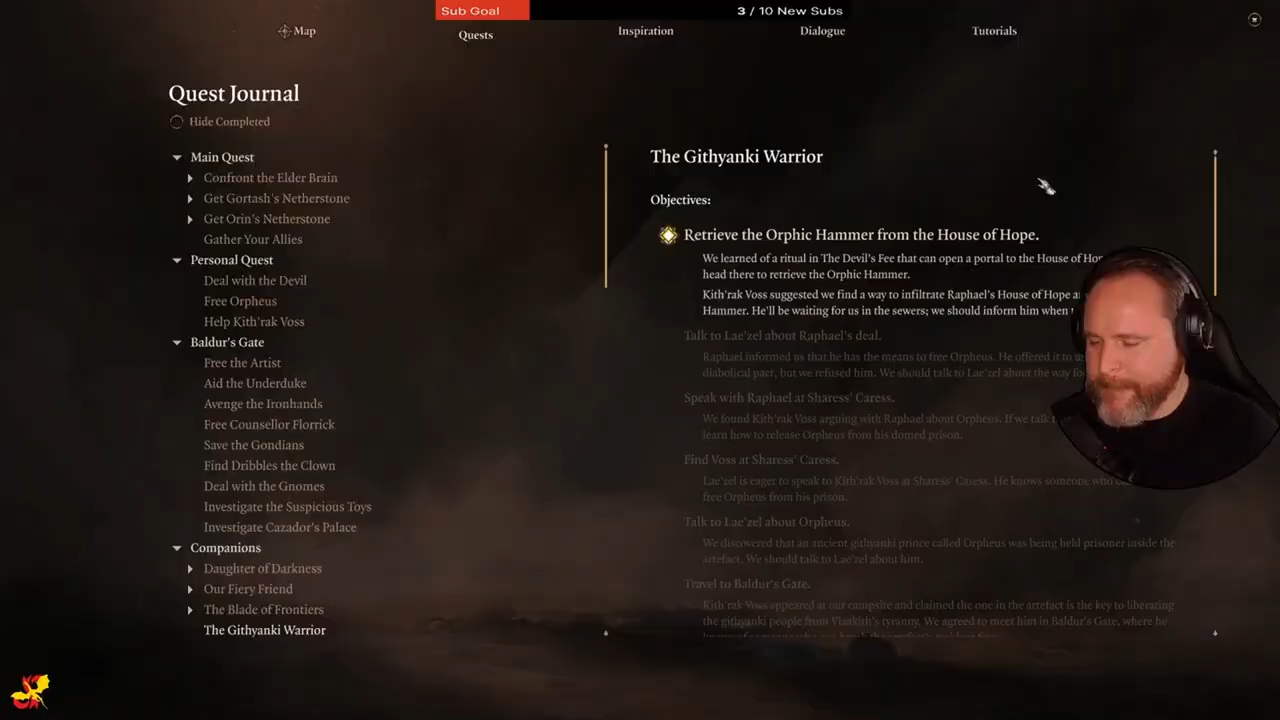 Sub Goal
3 / 10 New Subs
Map
Quests
Inspiration
Dialogue
Tutorials
Quest Journal
Hide Completed
Main Quest
Confront the Elder Brain
Get Gortash's Netherstone
Get Orin's Netherstone
Gather Your Allies
Personal Quest
Deal with the Devil
Free Orpheus
Help Kith'rak Voss
Baldur's Gate
Free the Artist
Aid the Underduke
Avenge the Ironhands
Free Counsellor Florrick
Save the Gondians
Find Dribbles the Clown
Deal with the Gnomes
Investigate the Suspicious Toys
Investigate Cazador's Palace
Companions
Daughter of Darkness
Our Fiery Friend
The Blade of Frontiers
The Githyanki Warrior
The Githyanki Warrior
Objectives:
Retrieve the Orphic Hammer from the House of Hope.
We learned of a ritual in The Devil's Fee that can open a portal to the House of
head there to retrieve the Orphic Hammer.
Kith'rak Voss suggested we find a way to infiltrate Raphael's House of Hope
Hammer. He'll be waiting for us in the sewers; we should inform him when
Talk to Lae'zel about Raphael's deal.
Raphael informed us that he has the means to free Orpheus. He offered it to
diabolical pact, but we refused him. We should talk to Lae'zel about the way
Speak with Raphael at Sharess' Caress.
We found Kith'rak Voss arguing with Raphael about Orpheus. If we talk
learn how to release Orpheus from his domed prison.
Find Voss at Sharess' Caress.
Lae'zel is eager to speak to Kith'rak Voss at Sharess' Caress. He knows someone who
free Orpheus from his prison.
Talk to Lae'zel about Orpheus.
We discovered that an ancient githyanki prince called Orpheus was being held prisoner inside the
artefact. We should talk to Lae'zel about him.
Travel to Baldur's Gate.
Kith'rak Voss appeared at our campsite and claimed the one in the artefact is the key to liberating
the githyanki people from Vlaakith's tyranny. We agreed to meet him in Baldur's Gate, where he